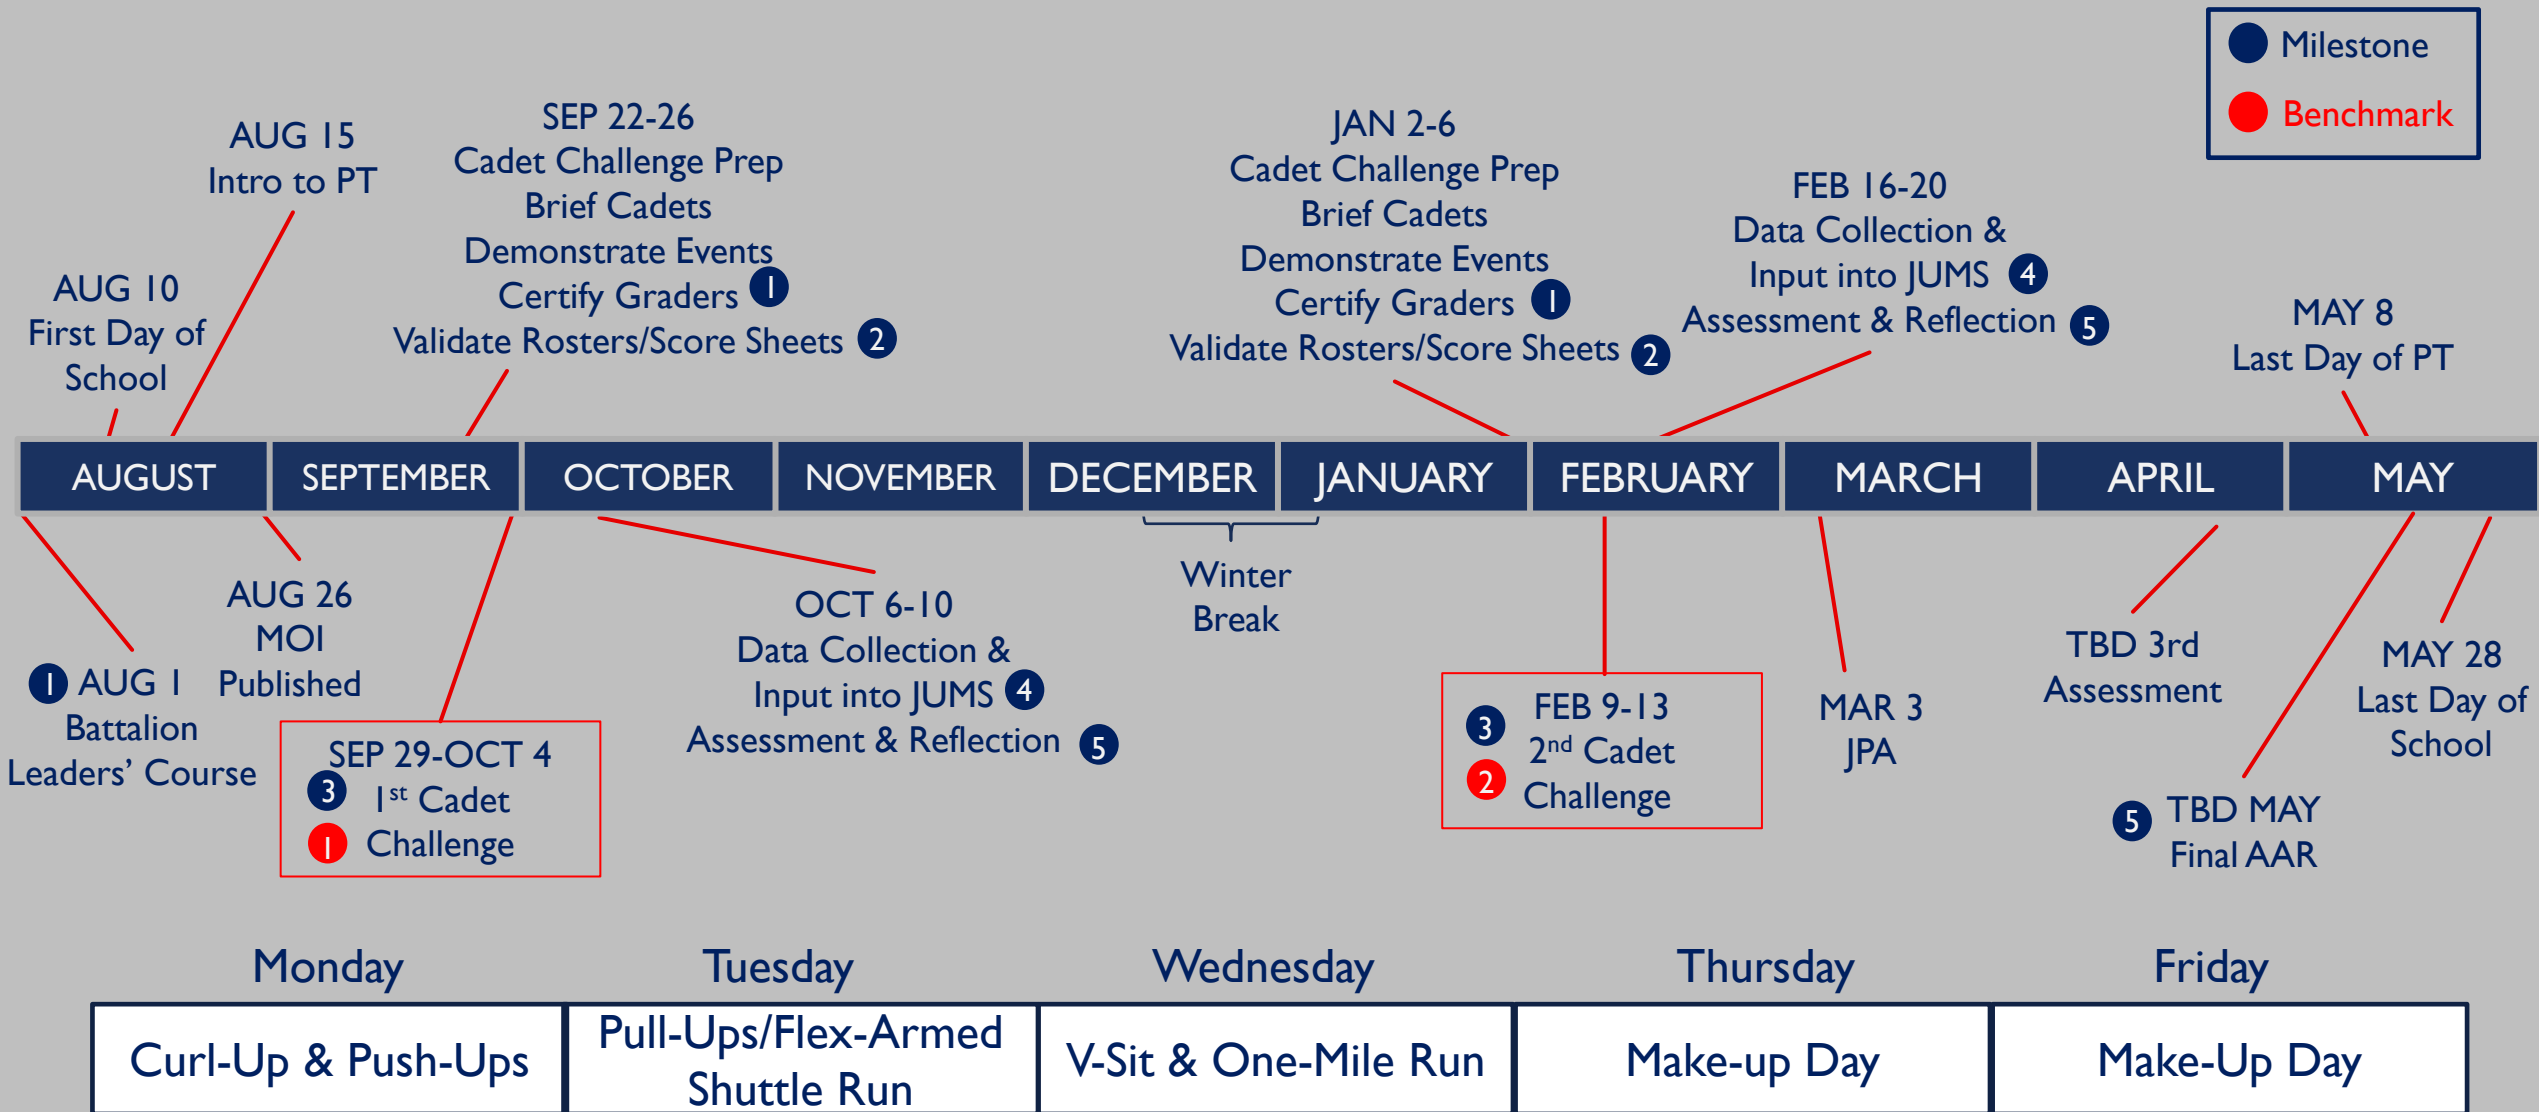 Milestone
Benchmark
AUG 10
First Day of
School
AUG 15
Intro to PT
SEP 22-26
Cadet Challenge Prep
Brief Cadets
Demonstrate Events
Certify Graders 1
Validate Rosters/Score Sheets 2
JAN 2-6
Cadet Challenge Prep
Brief Cadets
Demonstrate Events
Certify Graders 1
Validate Rosters/Score Sheets 2
FEB 16-20
Data Collection &
Input into JUMS 4
Assessment & Reflection 5
MAY 8
Last Day of PT
AUGUST
SEPTEMBER
OCTOBER
NOVEMBER
DECEMBER
JANUARY
FEBRUARY
MARCH
APRIL
MAY
1 AUG 1
Battalion
Leaders' Course
AUG 26
MOI
Published
SEP 29-OCT 4
3 1st Cadet
1 Challenge
OCT 6-10
Data Collection &
Input into JUMS 4
Assessment & Reflection 5
Winter
Break
FEB 9-13
3 2nd Cadet
2 Challenge
MAR 3
JPA
TBD 3rd
Assessment
5 TBD MAY
Final AAR
MAY 28
Last Day of
School
Monday
Tuesday
Wednesday
Thursday
Friday
Curl-Up & Push-Ups
Pull-Ups/Flex-Armed
Shuttle Run
V-Sit & One-Mile Run
Make-up Day
Make-Up Day